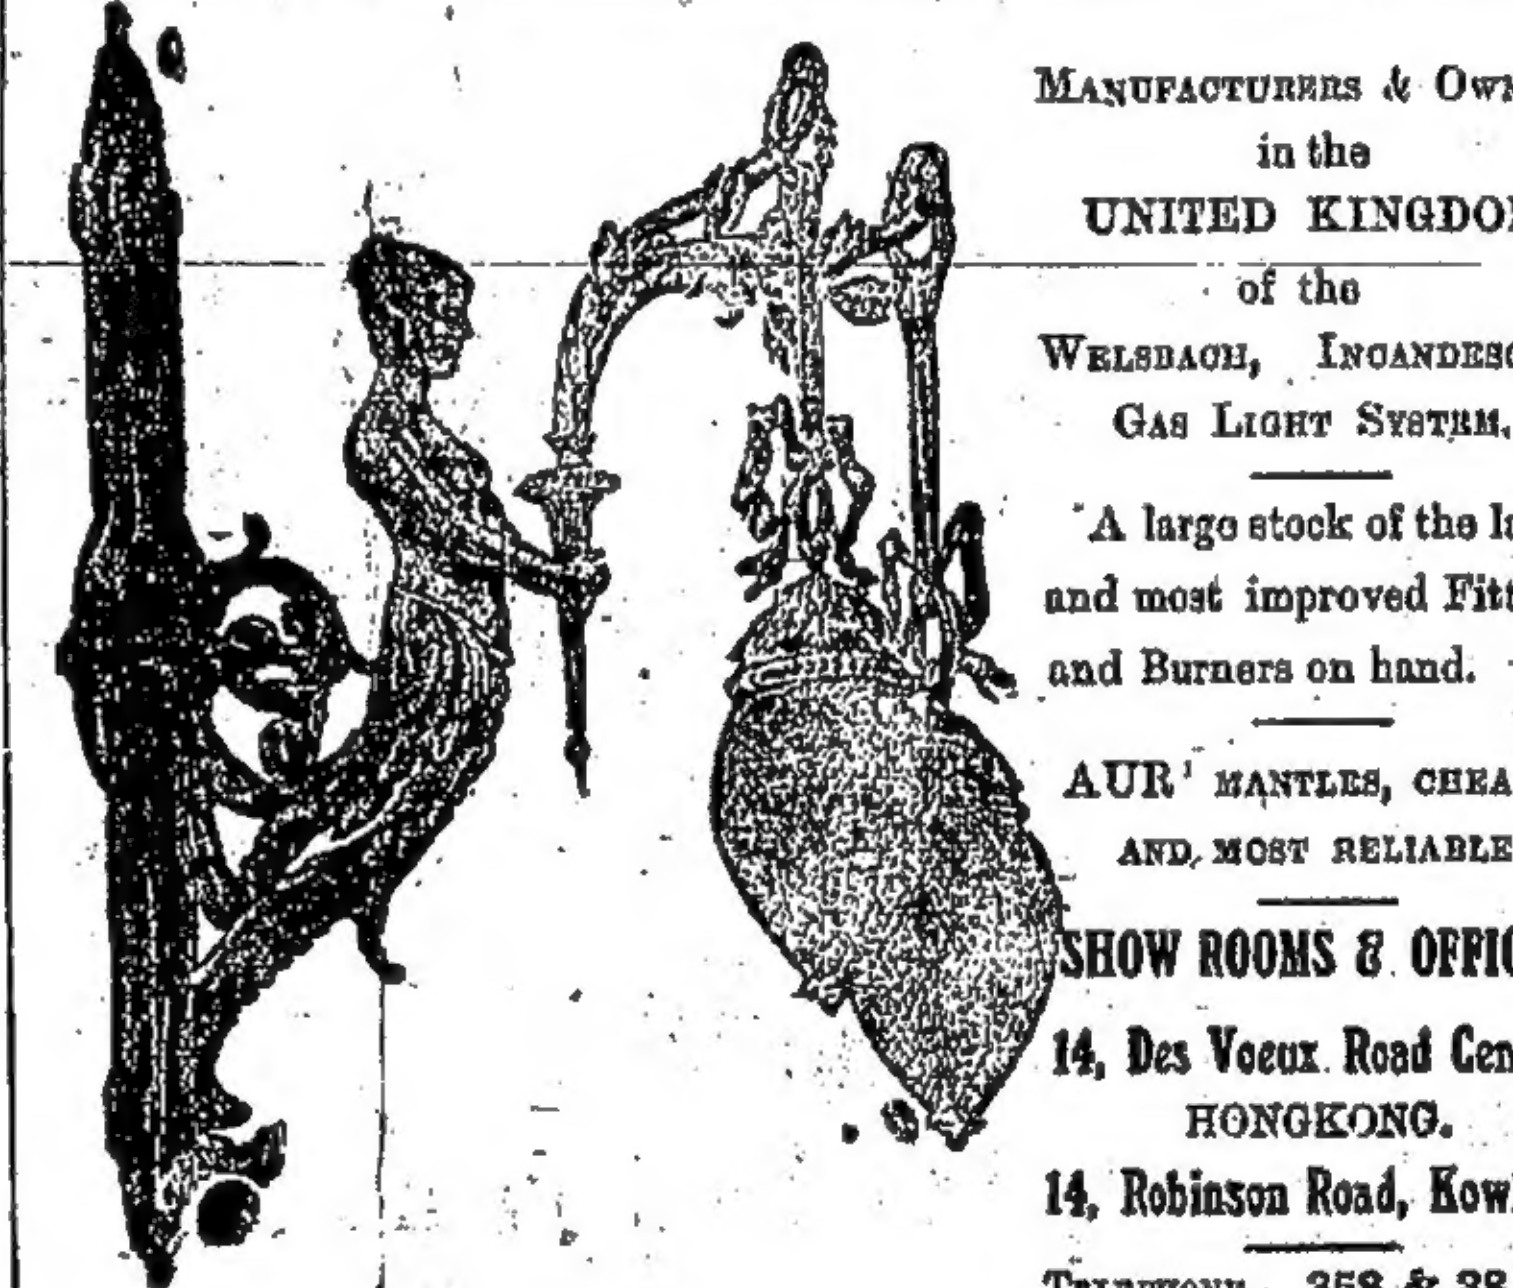 MANUFACTURERS & OWN
in the
UNITED KINGDO
of the
WELSBACH, INCANDESC
GAS LIGHT SYSTEM.
A large stock of the la
and most improved Fitt
and Burners on hand.
AUR' MANTLES, CHEA
AND MOST RELIABLE
SHOW ROOMS & OFFIC
14, Des Voeux Road Cen
HONGKONG.
14, Robinson Road, Kow
TELEPHONE